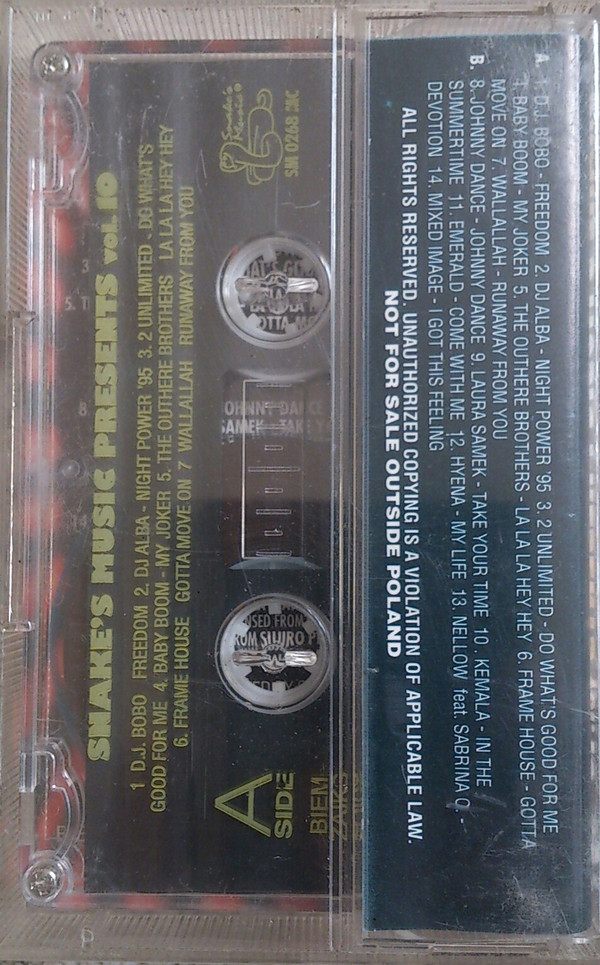 SNAKE'S MUSIC PRESENTS VOL. 10
1 D.J. BOBO FREEDOM 2. DJ ALBA - NIGHT POWER '95 3. 2 UNLIMITED - DO WHAT'S
GOOD FOR ME 4. BABY BOOM - MY JOKER 5. THE OUTHERE BROTHERS LA LA LA HEY HEY
6. FRAME HOUSE GOTTA MOVE ON 7 WALLALLAH RUNAWAY FROM YOU
Snake's Music
SM 0268 MC
A
SIDE
BIEM
ZAIKS
JOHNNY DANCE
SAMEK - TAKE
A. 1. D.J. BOBO - FREEDOM 2. DJ ALBA - NIGHT POWER '95 3. 2 UNLIMITED - DO WHAT'S GOOD FOR ME
4. BABY BOOM - MY JOKER 5. THE OUTHERE BROTHERS - LA LA LA HEY HEY 6. FRAME HOUSE - GOTTA
MOVE ON 7. WALLALLAH - RUNAWAY FROM YOU
B. 8. JOHNNY DANCE - JOHNNY DANCE 9. LAURA SAMEK - TAKE YOUR TIME 10. KEMALA - IN THE
SUMMERTIME 11. EMERALD - COME WITH ME 12. HYENA - MY LIFE 13. NELLOW feat. SABRINA O. -
DEVOTION 14. MIXED IMAGE - I GOT THIS FEELING
ALL RIGHTS RESERVED. UNAUTHORIZED COPYING IS A VIOLATION OF APPLICABLE LAW.
NOT FOR SALE OUTSIDE POLAND